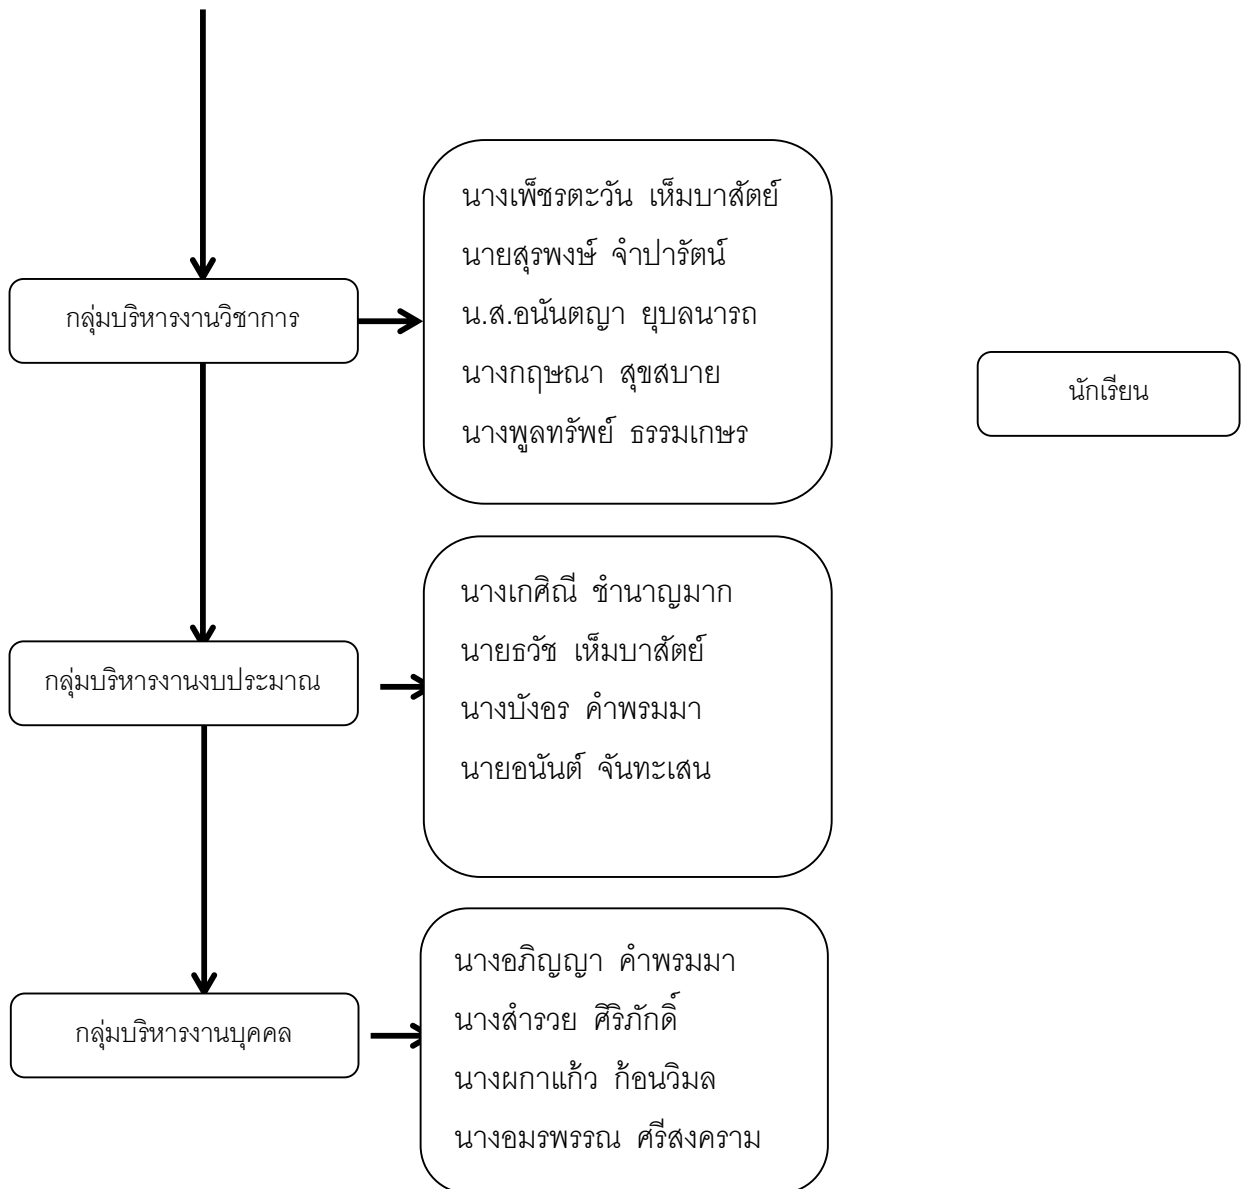 กลุ่มบริหารงานวิชาการ
นางเพ็ชรตะวัน เห็มบาสัตย์
นายสุรพงษ์ จำปารัตน์
น.ส.อนันตญา ยุบลนารถ
นางกฤษณา สุขสบาย
นางพูลทรัพย์ ธรรมเกษร
นักเรียน
กลุ่มบริหารงานงบประมาณ
นางเกศิณี ชำนาญมาก
นายธวัช เห็มบาสัตย์
นางบังอร คำพรมมา
นายอนันต์ จันทะเสน
กลุ่มบริหารงานบุคคล
นางอภิญญา คำพรมมา
นางสำรวย ศิริภักดิ์
นางผกาแก้ว ก้อนวิมล
นางอมรพรรณ ศรีสงคราม